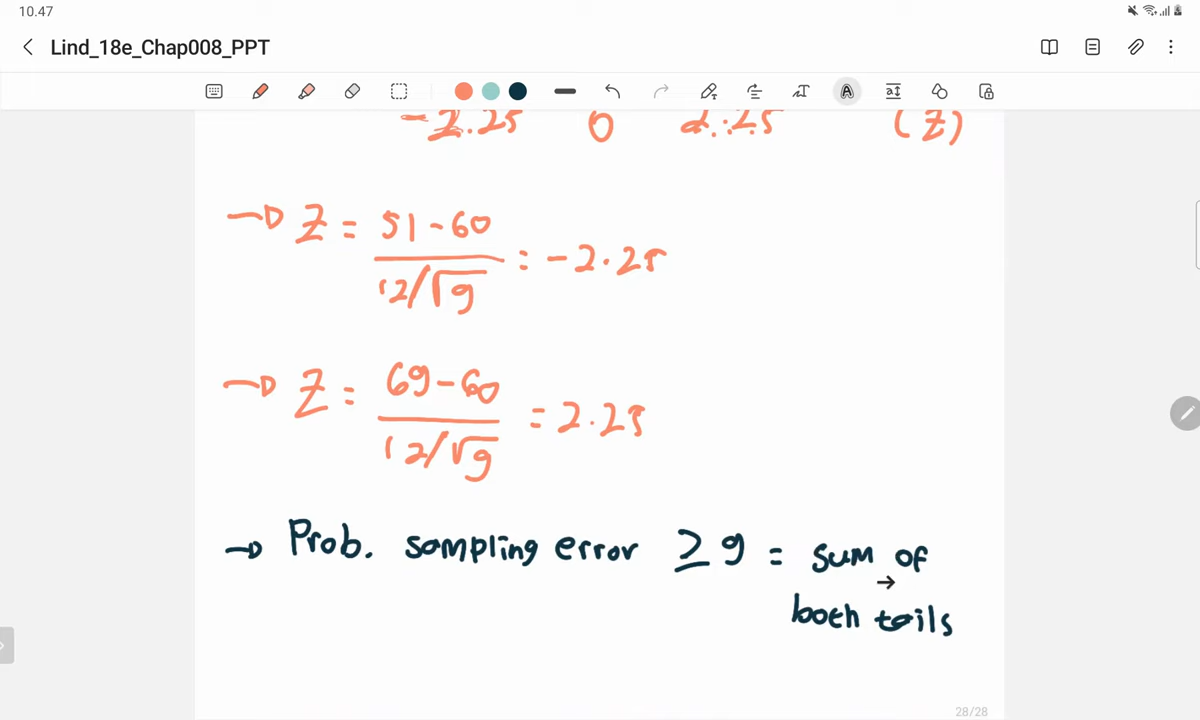 10.47
Lind_18e_Chap008_PPT
-2.25 0 2.25 (Z)
→ Z = 51-60 / 12/√9 = -2.25
→ Z = 69-60 / 12/√9 = 2.25
→ Prob. sampling error ≥ 9 = sum of
both tails
28/28